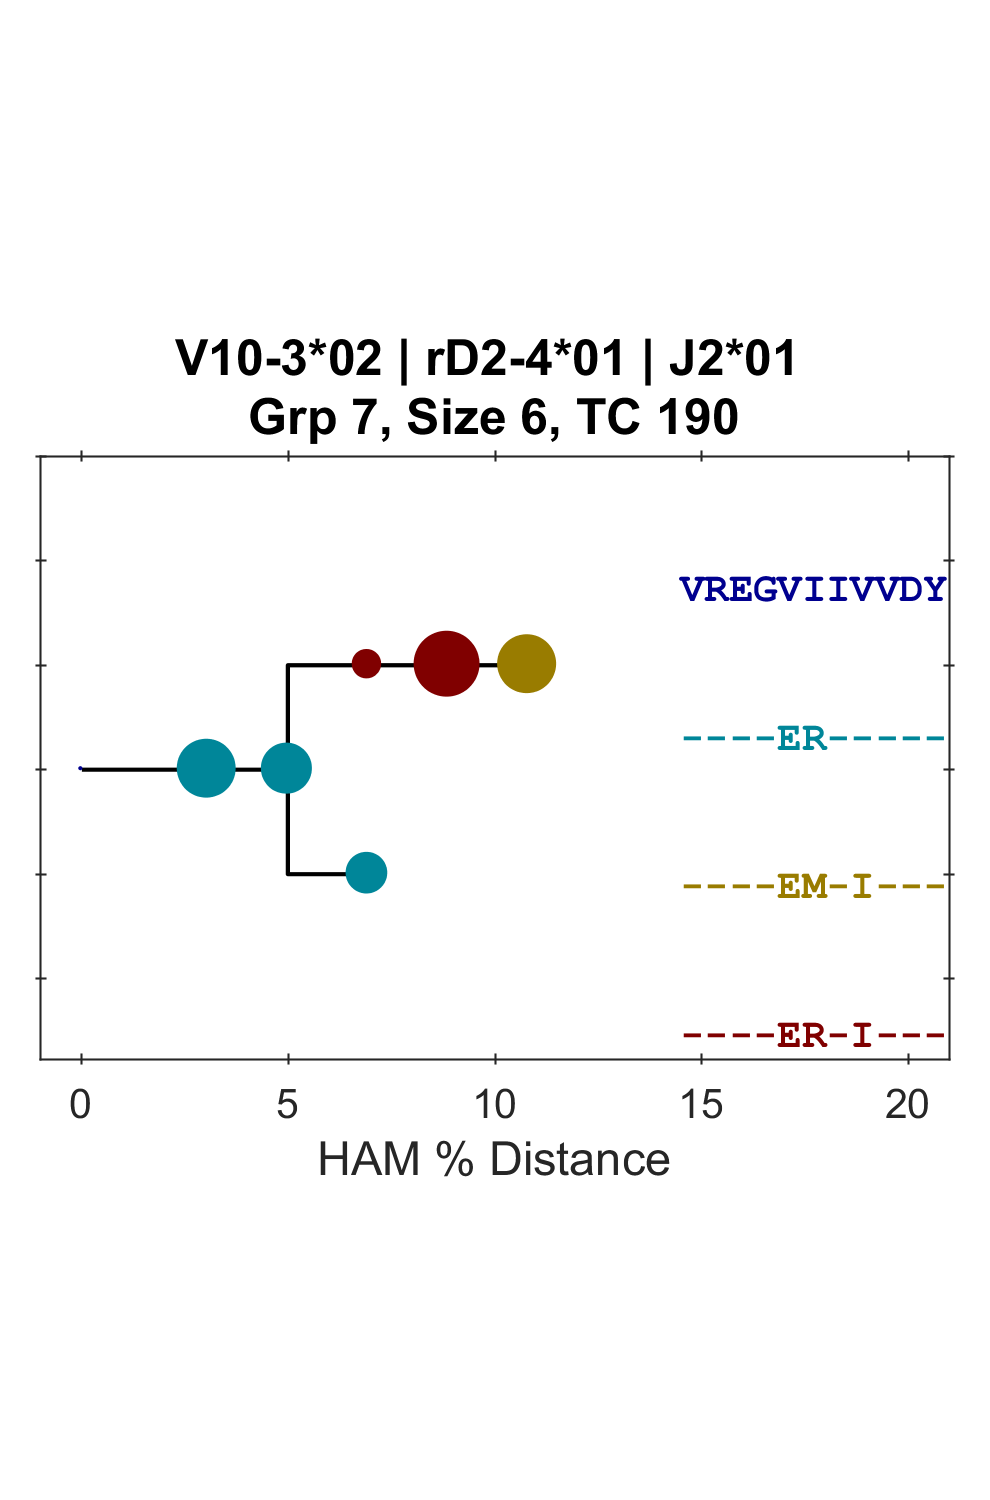 V10-3*02 | rD2-4*01 | J2*01
Grp 7, Size 6, TC 190
VREGVIIVVDY
----ER-----
----EM-I---
----ER-I---
0 5 10 15 20
HAM % Distance